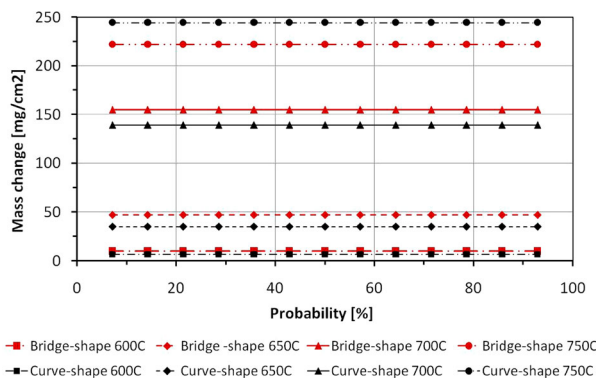 250
200
150
100
50
0
Mass change [mg/cm2]
0 20 40 60 80 100
Probability [%]
Bridge-shape 600C Bridge -shape 650C Bridge-shape 700C Bridge-shape 750C
Curve-shape 600C Curve-shape 650C Curve-shape 700C Curve-shape 750C